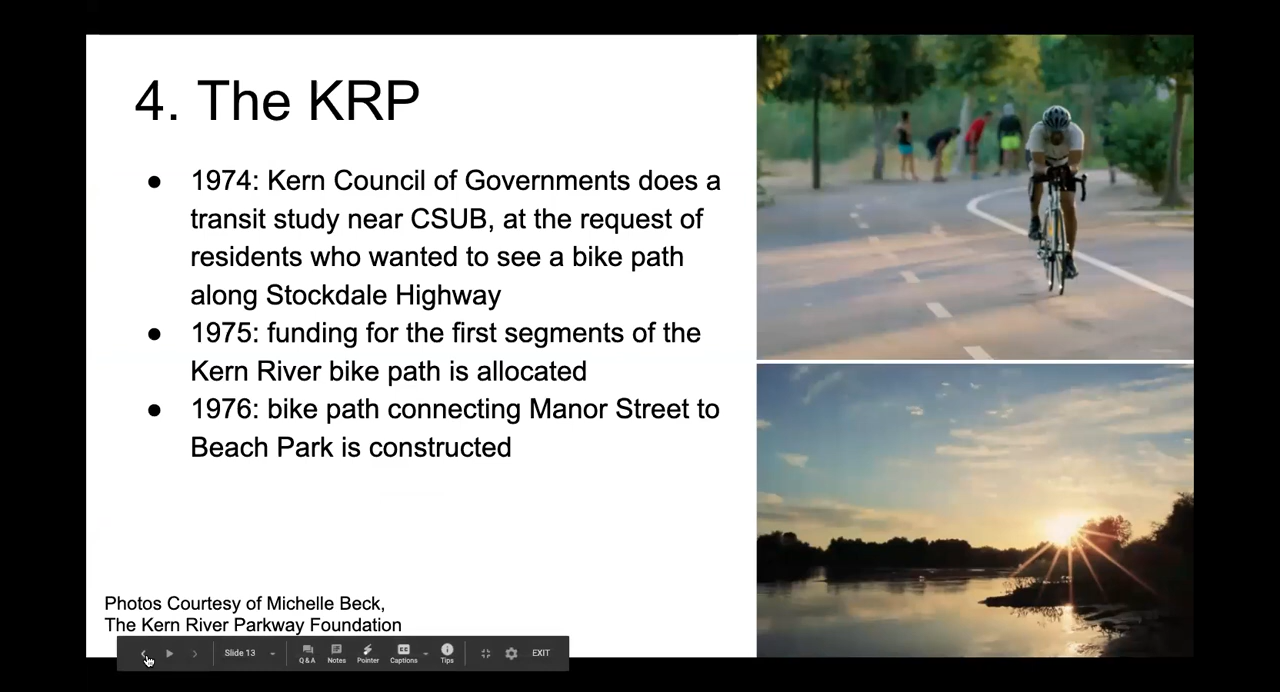 4. The KRP
● 1974: Kern Council of Governments does a
transit study near CSUB, at the request of
residents who wanted to see a bike path
along Stockdale Highway
● 1975: funding for the first segments of the
Kern River bike path is allocated
● 1976: bike path connecting Manor Street to
Beach Park is constructed
Photos Courtesy of Michelle Beck,
The Kern River Parkway Foundation
Slide 13 Q&A Notes Pointer Captions Tips EXIT